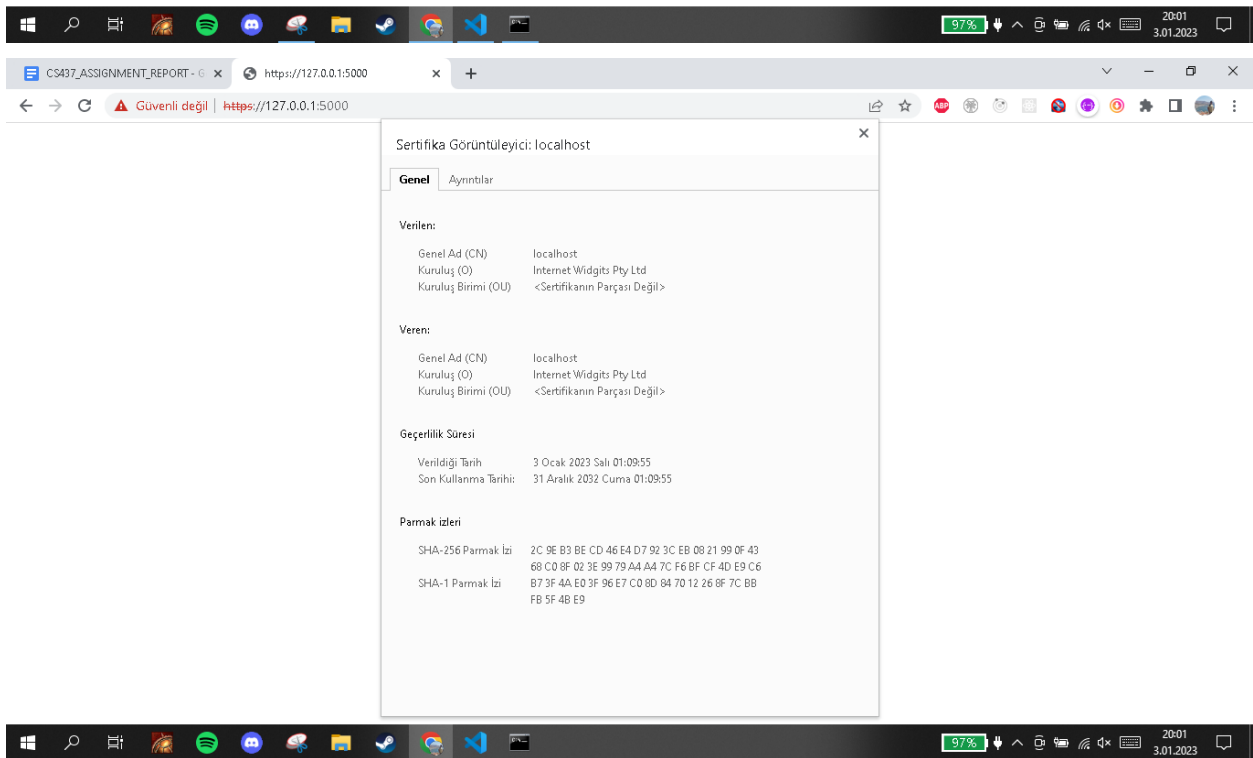 97% 20:01
3.01.2023
CS437_ASSIGNMENT_REPORT - G https://127.0.0.1:5000
Güvenli değil | https://127.0.0.1:5000
ABP
Sertifika Görüntüleyici: localhost
Genel Ayrıntılar
Verilen:
Genel Ad (CN) localhost
Kuruluş (O) Internet Widgits Pty Ltd
Kuruluş Birimi (OU) <Sertifikanın Parçası Değil>
Veren:
Genel Ad (CN) localhost
Kuruluş (O) Internet Widgits Pty Ltd
Kuruluş Birimi (OU) <Sertifikanın Parçası Değil>
Geçerlilik Süresi
Verildiği Tarih 3 Ocak 2023 Salı 01:09:55
Son Kullanma Tarihi: 31 Aralık 2032 Cuma 01:09:55
Parmak izleri
SHA-256 Parmak İzi 2C 9E B3 BE CD 46 E4 D7 92 3C EB 08 21 99 0F 43
68 C0 8F 02 3E 99 79 A4 A4 7C F6 BF CF 4D E9 C6
SHA-1 Parmak İzi B7 3F 4A E0 3F 96 E7 C0 8D 84 70 12 26 8F 7C BB
FB 5F 4B E9
97% 20:01
3.01.2023